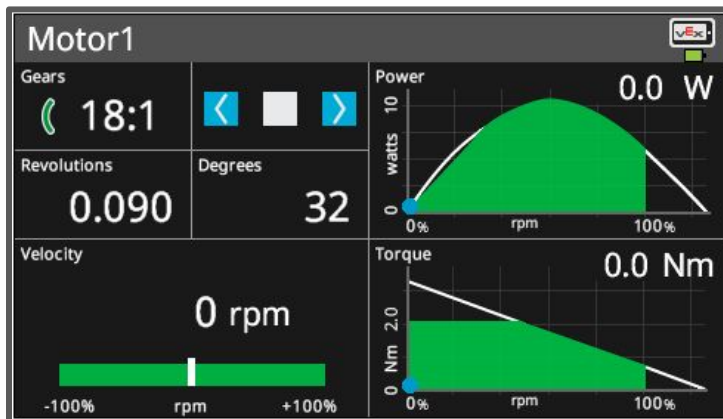 Motor1
VEX
Gears
18:1
Revolutions
0.090
Degrees
32
Velocity
0 rpm
-100% rpm +100%
Power
0.0 W
10
watts
0
0% rpm 100%
Torque
0.0 Nm
2.0
Nm
0
0% rpm 100%